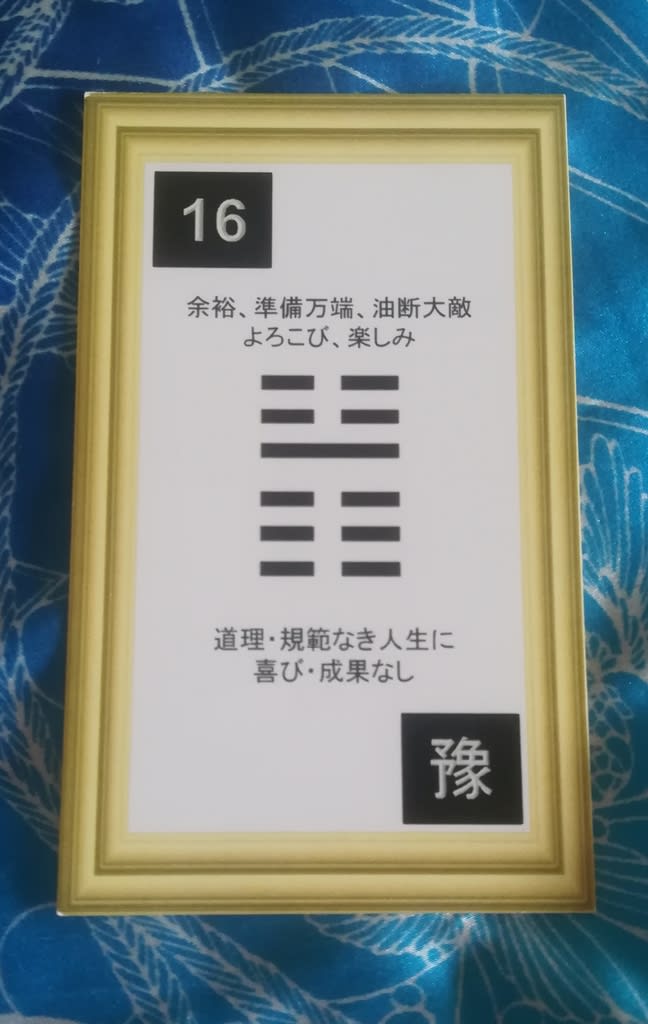 16
余裕、準備万端、油断大敵
よろこび、楽しみ
道理・規範なき人生に
喜び・成果なし
豫